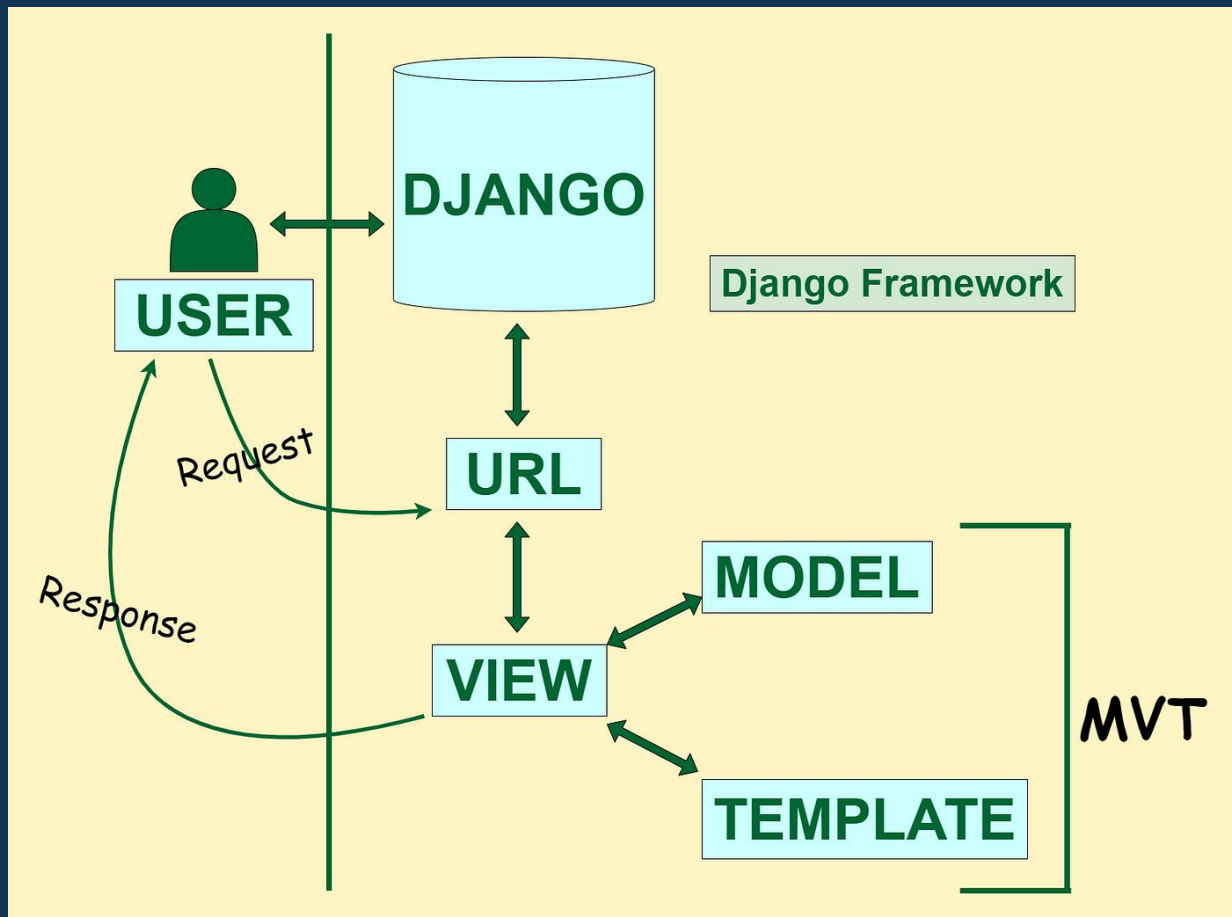 DJANGO
Django Framework
USER
Request
URL
Response
MODEL
VIEW
MVT
TEMPLATE